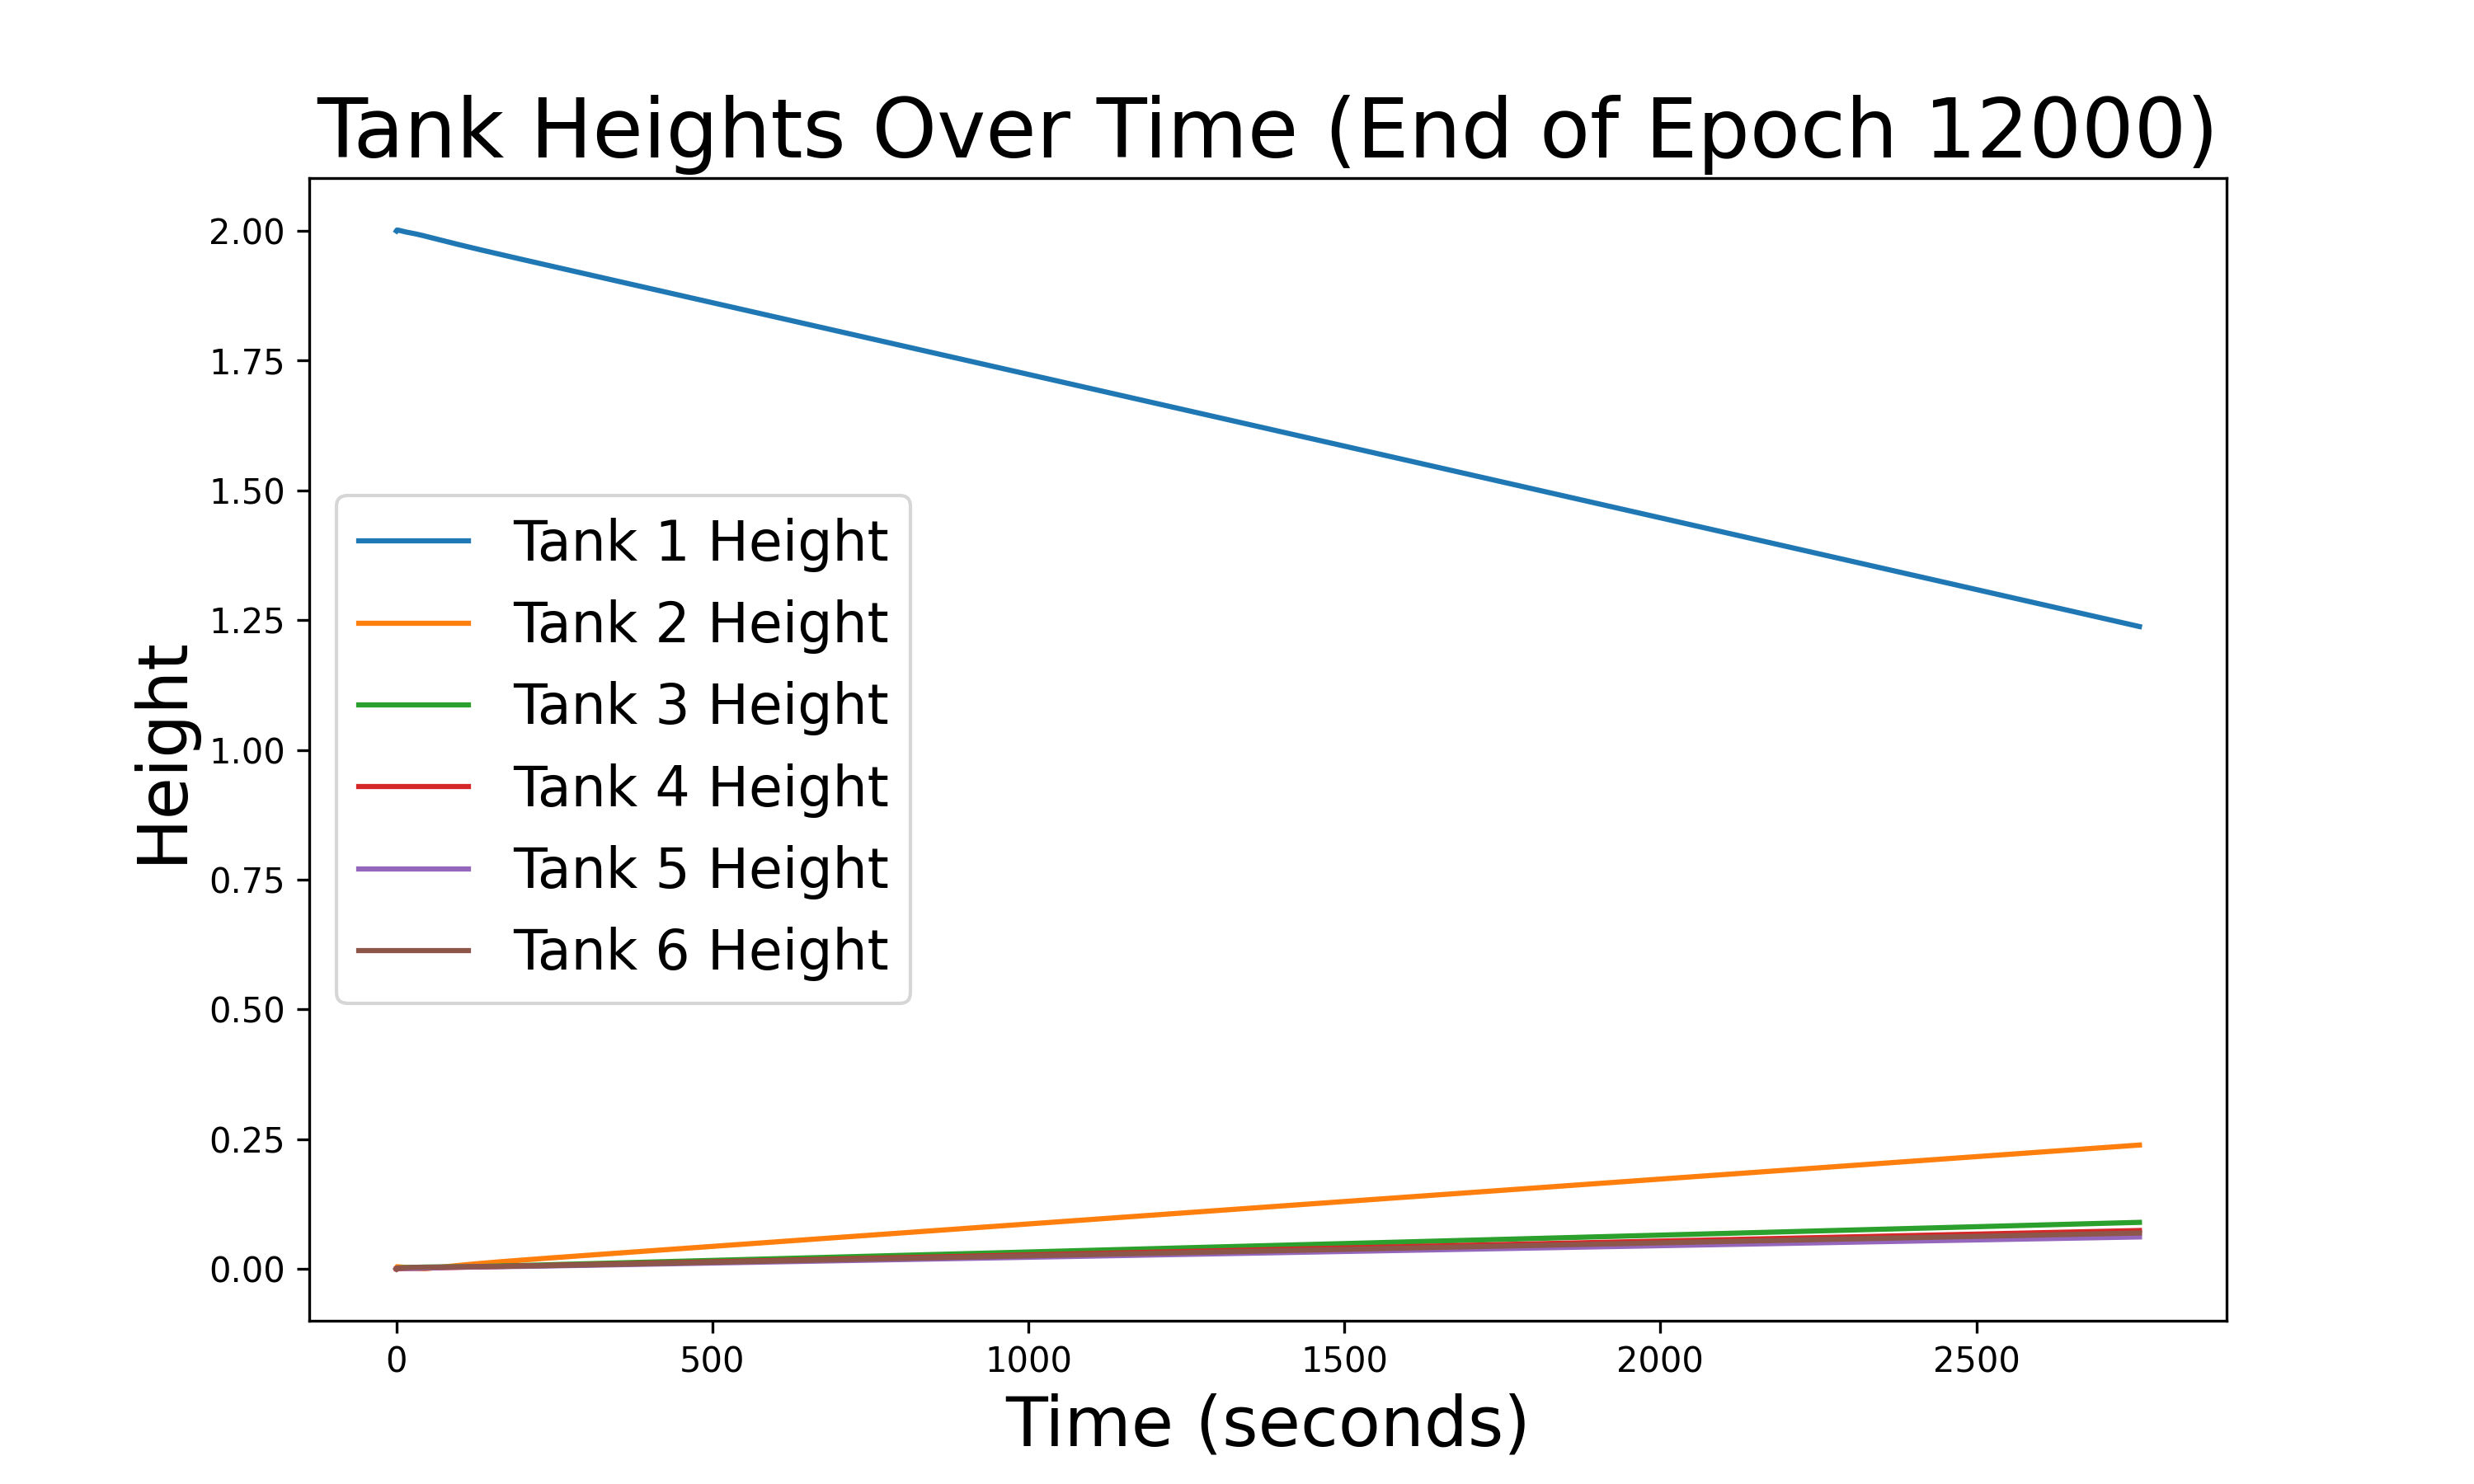 Tank Heights Over Time (End of Epoch 12000)
2.00
1.75
1.50
1.25
1.00
0.75
0.50
0.25
0.00
Height
Tank 1 Height
Tank 2 Height
Tank 3 Height
Tank 4 Height
Tank 5 Height
Tank 6 Height
0 500 1000 1500 2000 2500
Time (seconds)